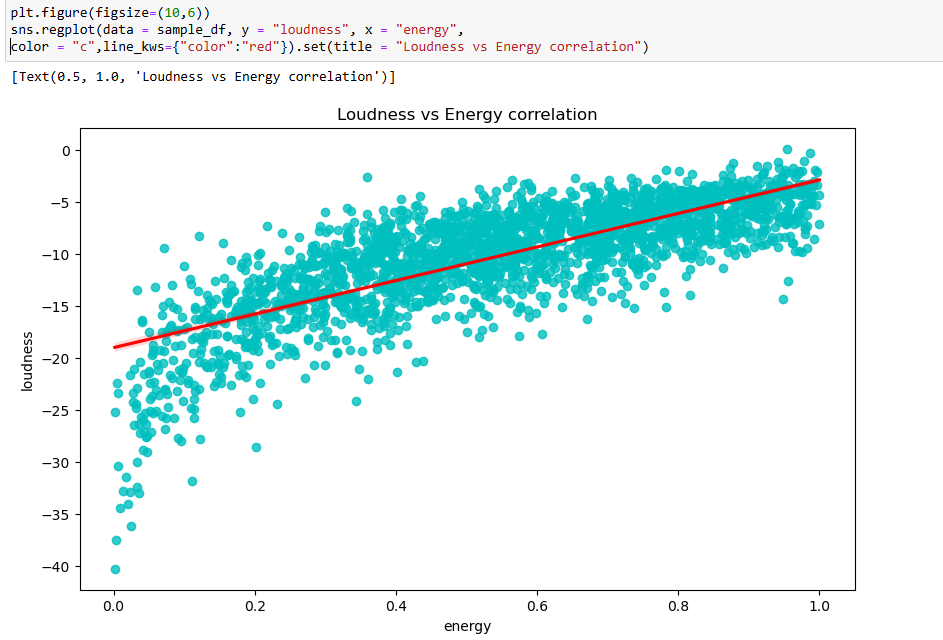 plt.figure(figsize=(10,6))
sns.regplot(data = sample_df, y = "loudness", x = "energy",
color = "c",line_kws={"color":"red"}).set(title = "Loudness vs Energy correlation")
[Text(0.5, 1.0, 'Loudness vs Energy correlation')]
Loudness vs Energy correlation
0
−5
−10
−15
−20
−25
−30
−35
−40
loudness
0.0 0.2 0.4 0.6 0.8 1.0
energy